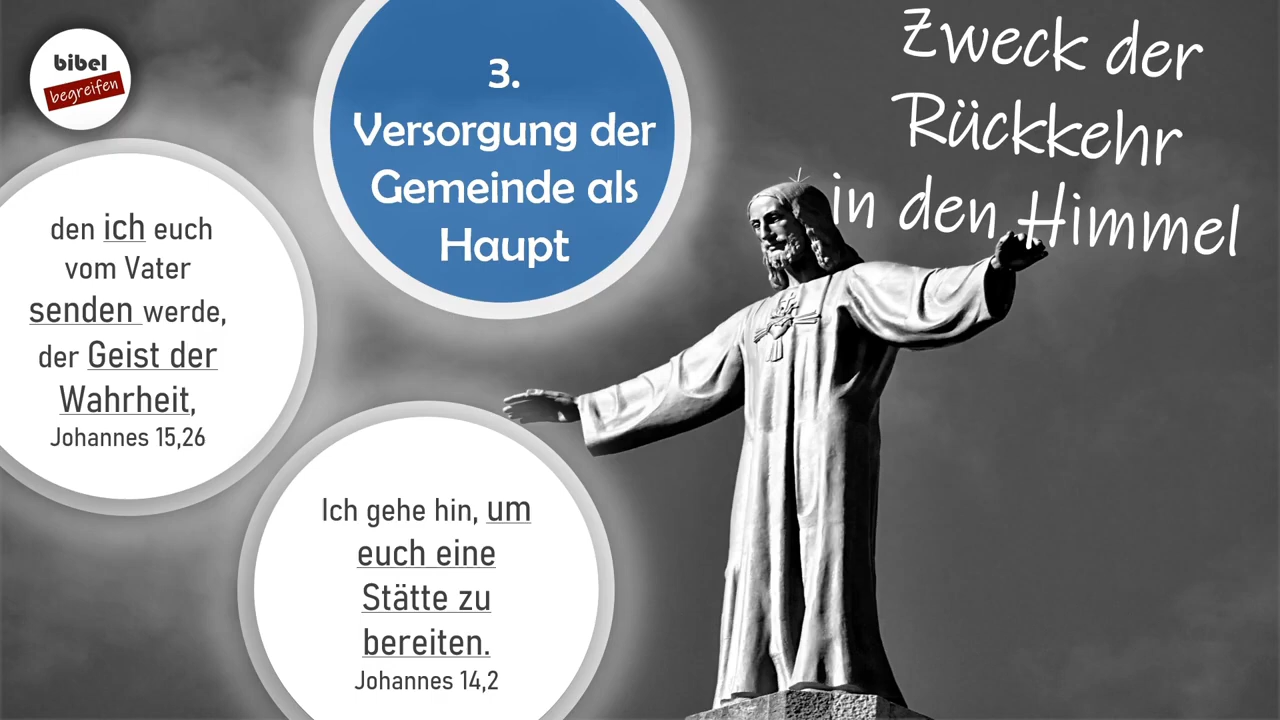 bibel
begreifen
3.
Versorgung der
Gemeinde als
Haupt
Zweck der
Rückkehr
in den Himmel
den ich euch
vom Vater
senden werde,
der Geist der
Wahrheit,
Johannes 15,26
Ich gehe hin, um
euch eine
Stätte zu
bereiten.
Johannes 14,2